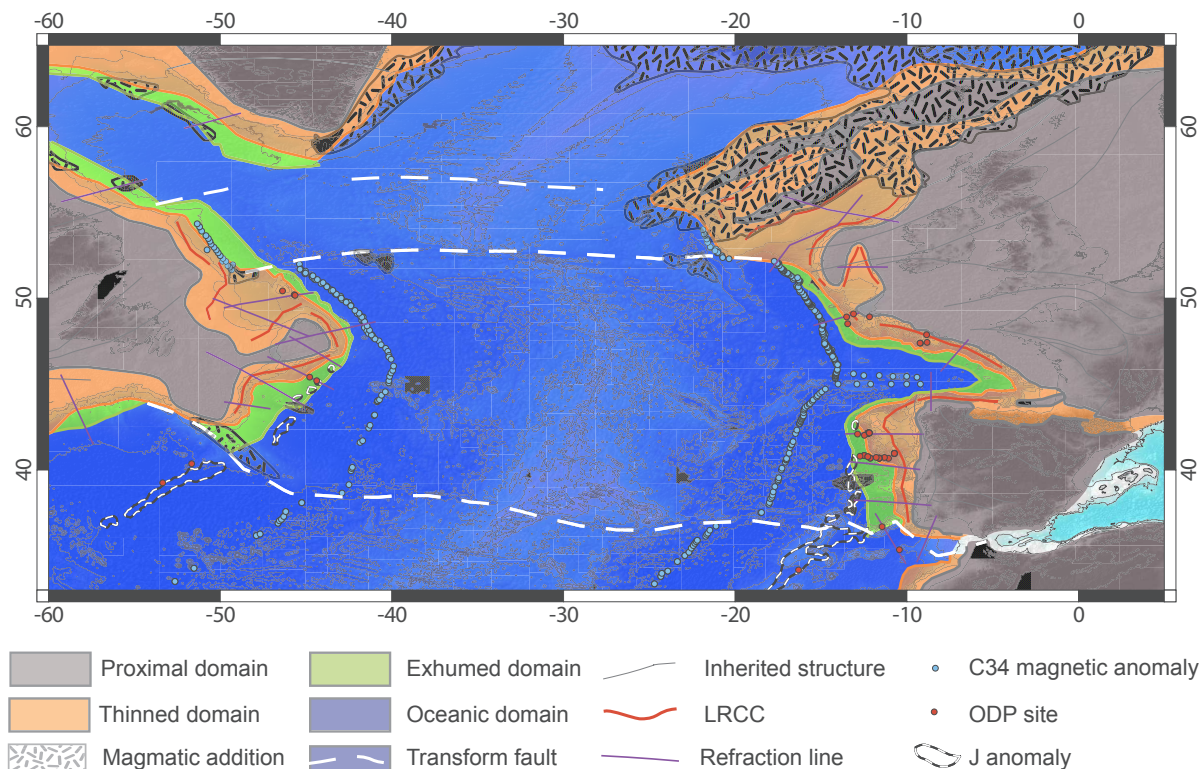 -60 -50 -40 -30 -20 -10 0
60 60
50 50
40 40
-60 -50 -40 -30 -20 -10 0
Proximal domain Exhumed domain Inherited structure C34 magnetic anomaly
Thinned domain Oceanic domain LRCC ODP site
Magmatic addition Transform fault Refraction line J anomaly